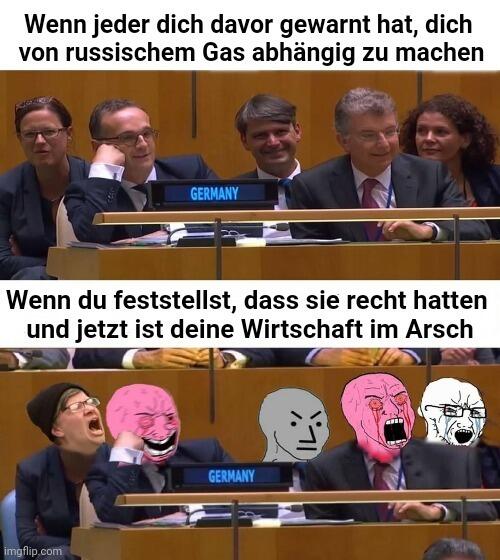 Wenn jeder dich davor gewarnt hat, dich
von russischem Gas abhängig zu machen
GERMANY
Wenn du feststellst, dass sie recht hatten
und jetzt ist deine Wirtschaft im Arsch
GERMANY
imgflip.com